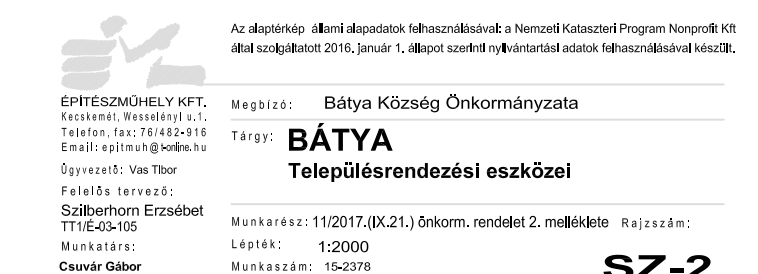 Az alaptérkép állami alapadatok felhasználásával: a Nemzeti Kataszteri Program Nonprofit Kft
által szolgáltatott 2016. január 1. állapot szerinti nyilvántartási adatok felhasználásával készült.
ÉPÍTÉSZMŰHELY KFT.
Kecskemét, Wesselényi u.1.
Telefon, fax: 76/482-916
Email: epjtmuh@t-online.hu
Ügyvezető: Vas Tibor
Felelős tervező:
Szilberhorn Erzsébet
TT1/É-03-105
Munkatárs:
Csuvár Gábor
Megbízó: Bátya Község Önkormányzata
Tárgy: BÁTYA
Településrendezési eszközei
Munkarész: 11/2017.(IX.21.) önkorm. rendelet 2. melléklete Rajzszám:
Lépték: 1:2000
Munkaszám: 15-2378
SZ-2